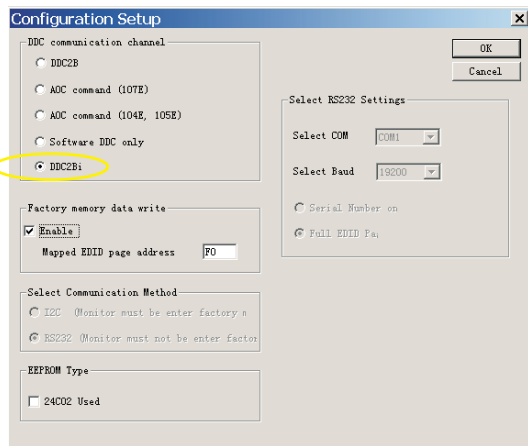 Configuration Setup
DDC communication channel
DDC2B
AOC command (107E)
AOC command (104E, 105E)
Software DDC only
DDC2Bi
Factory memory data write
Enable
Mapped EDID page address F0
Select Communication Method
I2C (Monitor must be enter factory m
RS232 (Monitor must not be enter factor
EEPROM Type
24C02 Used
OK
Cancel
Select RS232 Settings
Select COM COM1
Select Baud 19200
Serial Number on
Full EDID Pa